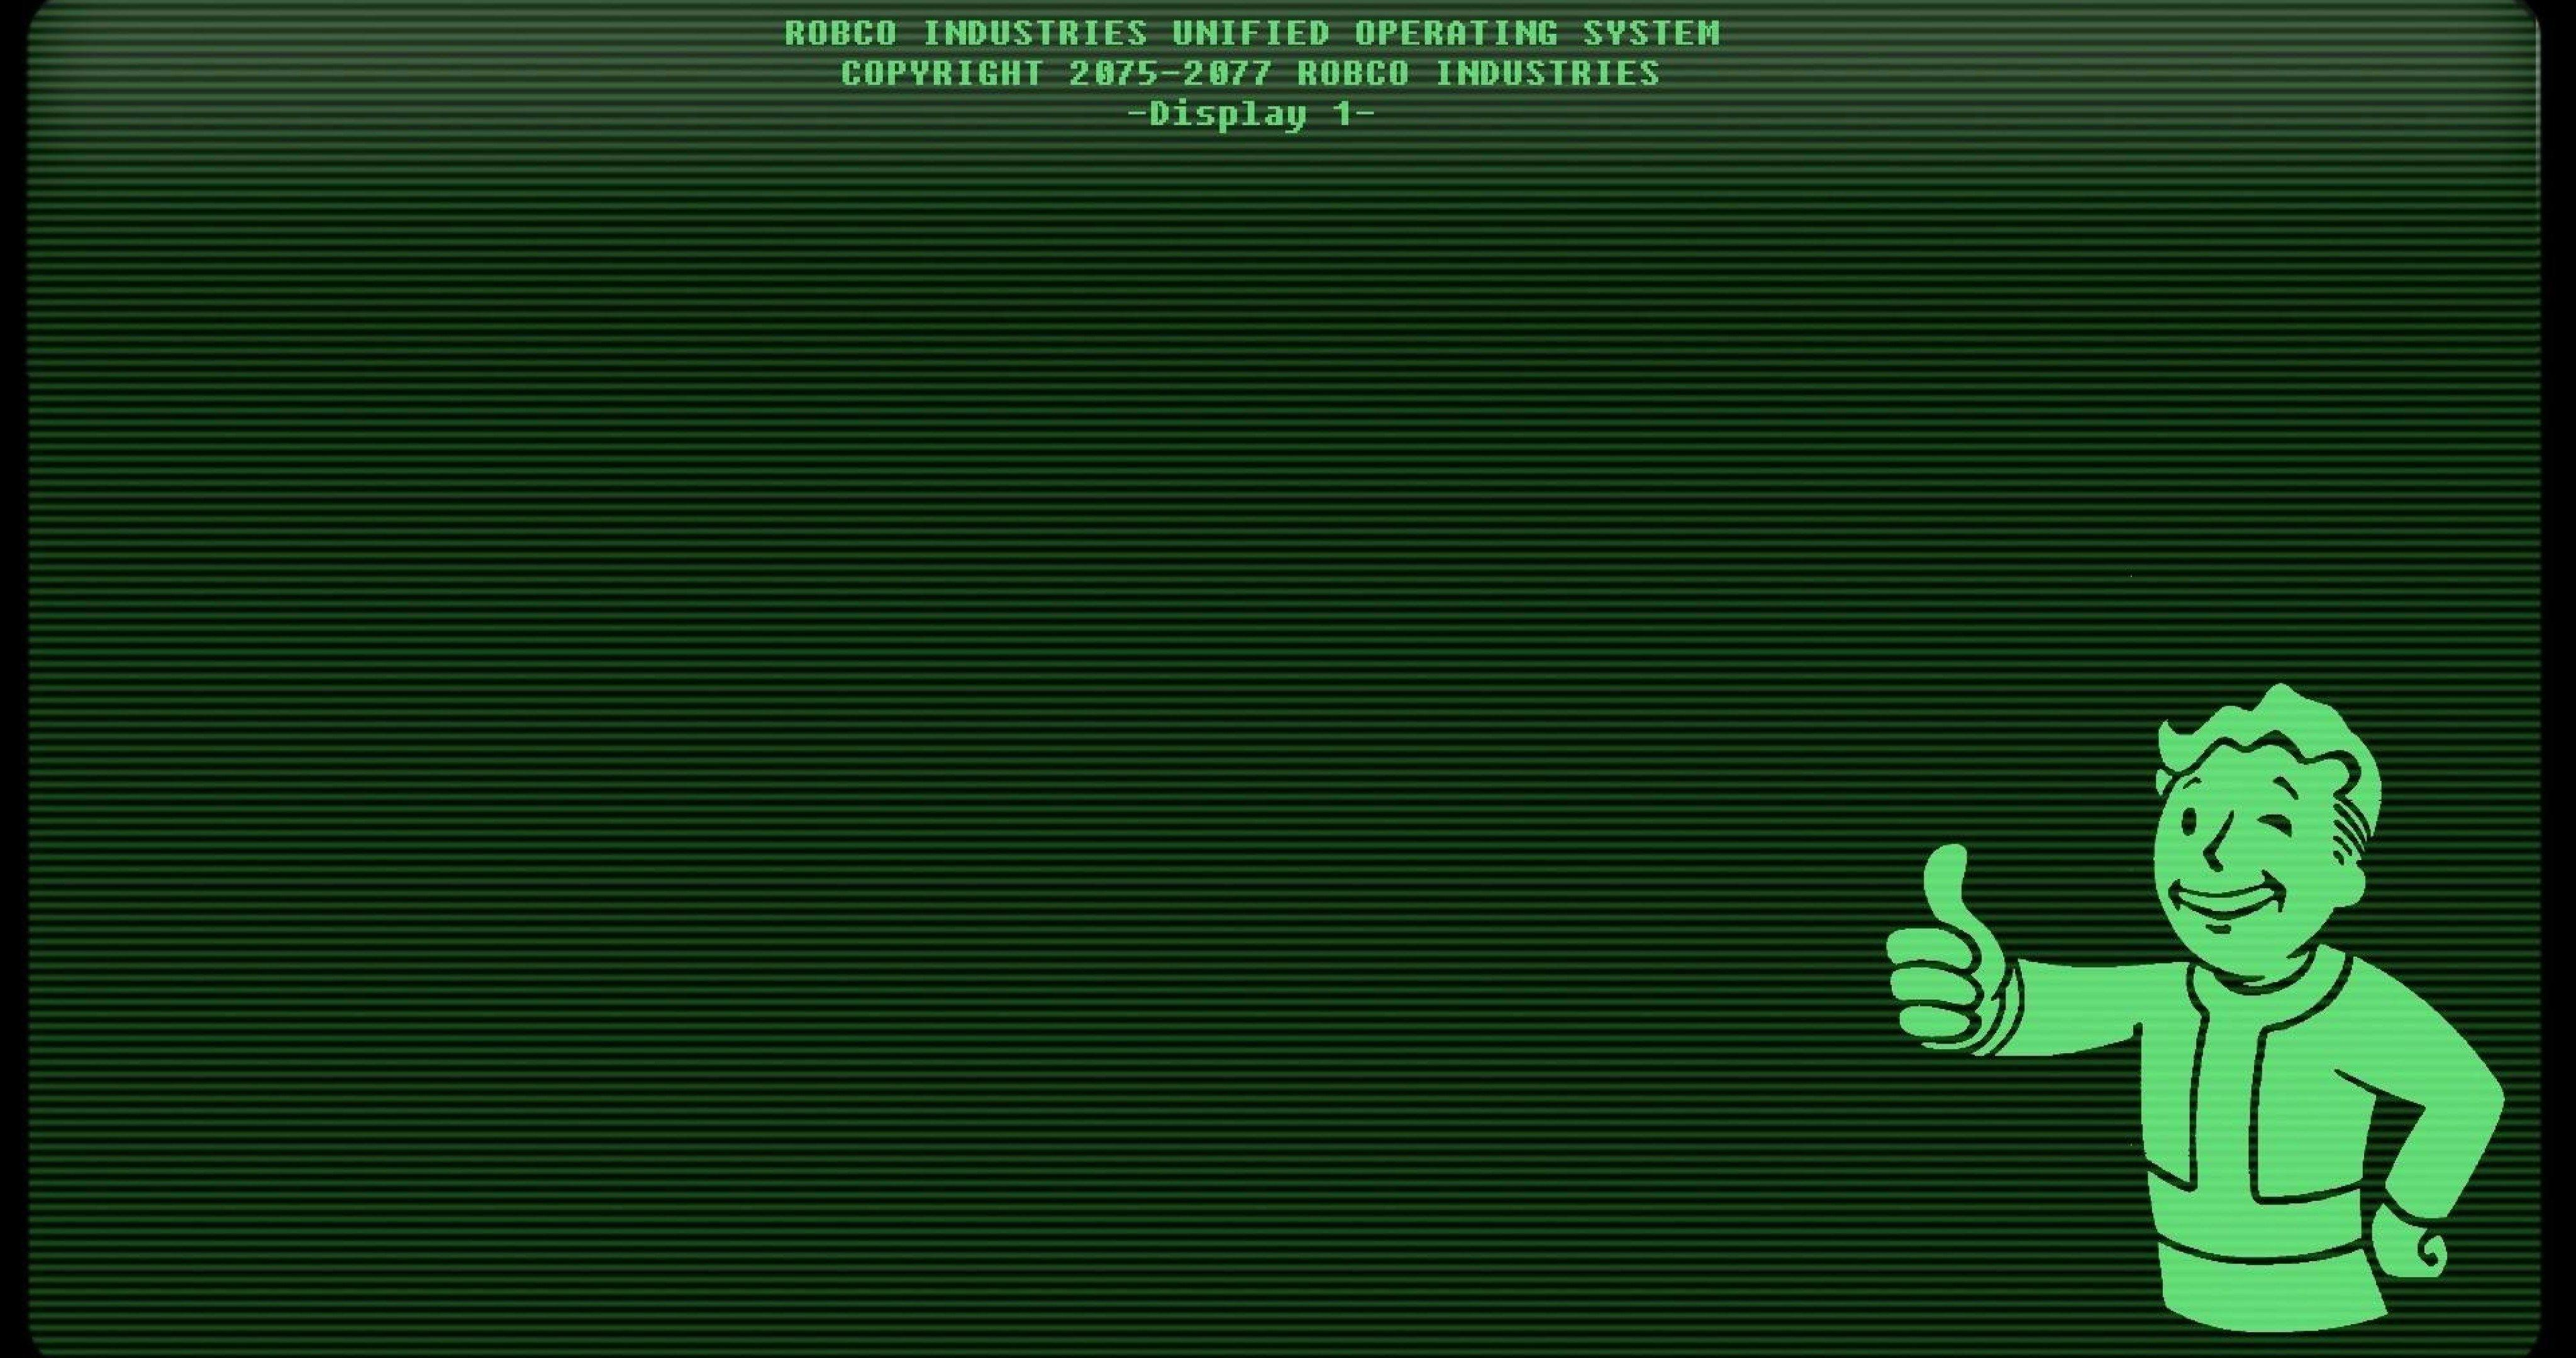 ROBCO INDUSTRIES UNIFIED OPERATING SYSTEM
COPYRIGHT 2075-2077 ROBCO INDUSTRIES
-Display 1-